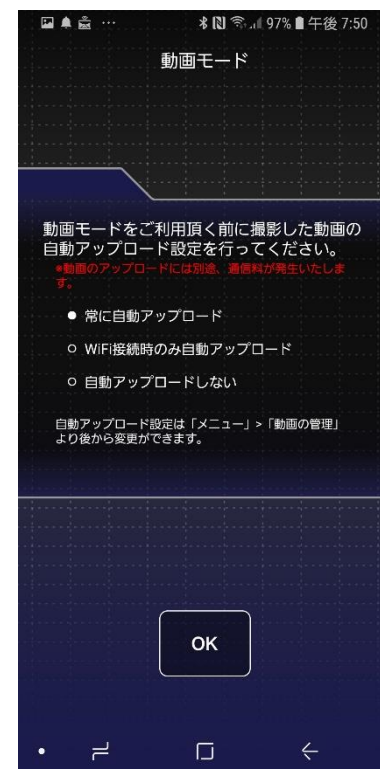 97% 午後 7:50
動画モード
動画モードをご利用頂く前に撮影した動画の
自動アップロード設定を行ってください。
※動画のアップロードには別途、通信料が発生いたしま
す。
常に自動アップロード
WiFi接続時のみ自動アップロード
自動アップロードしない
自動アップロード設定は「メニュー」>「動画の管理」
より後から変更ができます。
OK